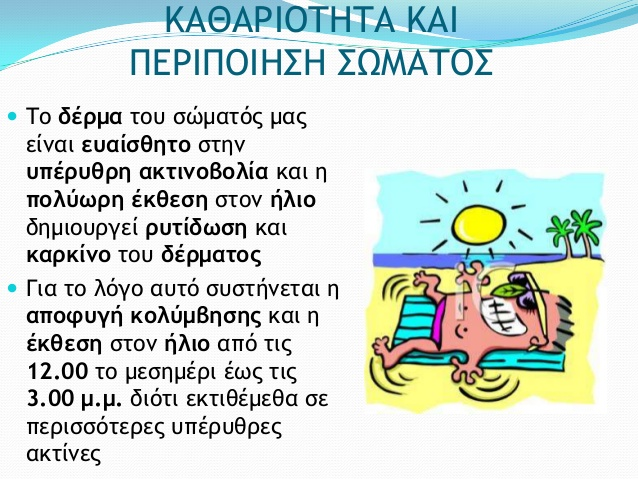 ΚΑΘΑΡΙΟΤΗΤΑ ΚΑΙ
ΠΕΡΙΠΟΙΗΣΗ ΣΩΜΑΤΟΣ
Το δέρμα του σώματός μας
είναι ευαίσθητο στην
υπέρυθρη ακτινοβολία και η
πολύωρη έκθεση στον ήλιο
δημιουργεί ρυτίδωση και
καρκίνο του δέρματος
Για το λόγο αυτό συστήνεται η
αποφυγή κολύμβησης και η
έκθεση στον ήλιο από τις
12.00 το μεσημέρι έως τις
3.00 μ.μ. διότι εκτιθέμεθα σε
περισσότερες υπέρυθρες
ακτίνες